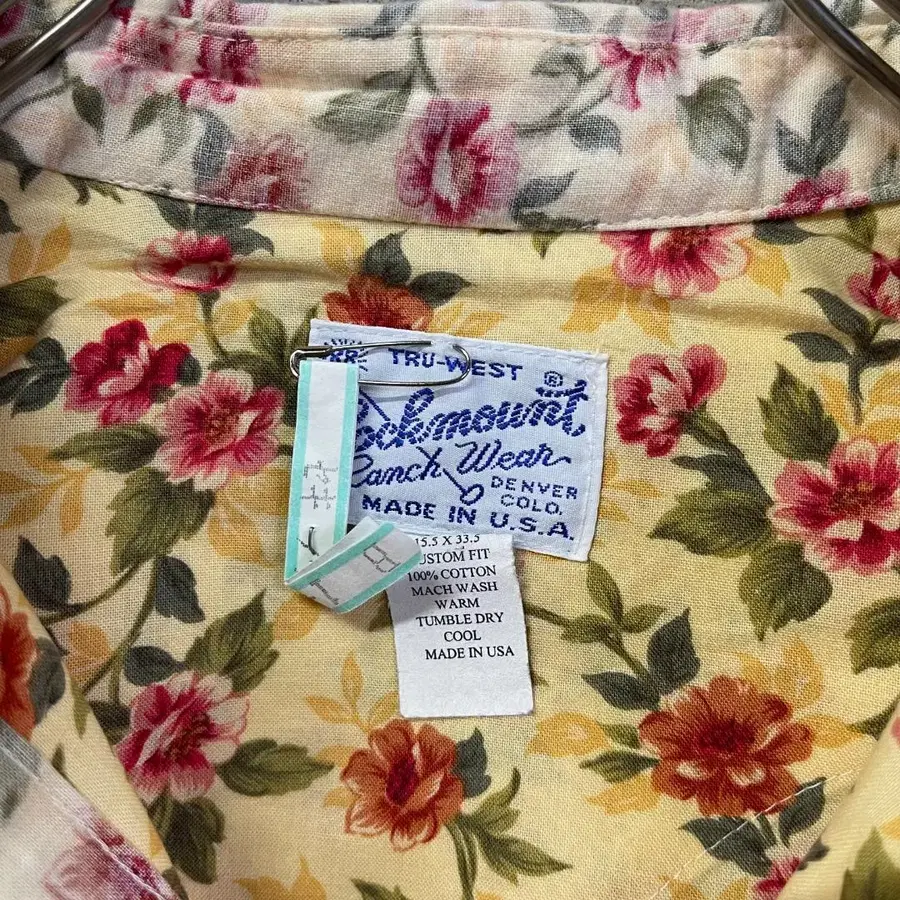 TRU-WEST
®
Rockmount
Ranch Wear
DENVER
COLO.
MADE IN U.S.A.
15.5 X 33.5
CUSTOM FIT
100% COTTON
MACH WASH
WARM
TUMBLE DRY
COOL
MADE IN USA